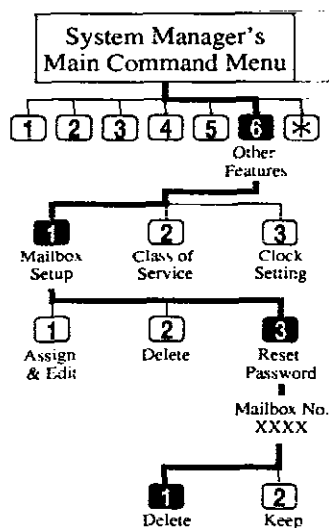 System Manager's
Main Command Menu
1 2 3 4 5 6 *
Other
Features
1 2 3
Mailbox Class of Clock
Setup Service Setting
1 2 3
Assign Delete Reset
& Edit Password
Mailbox No.
XXXX
1 2
Delete Keep